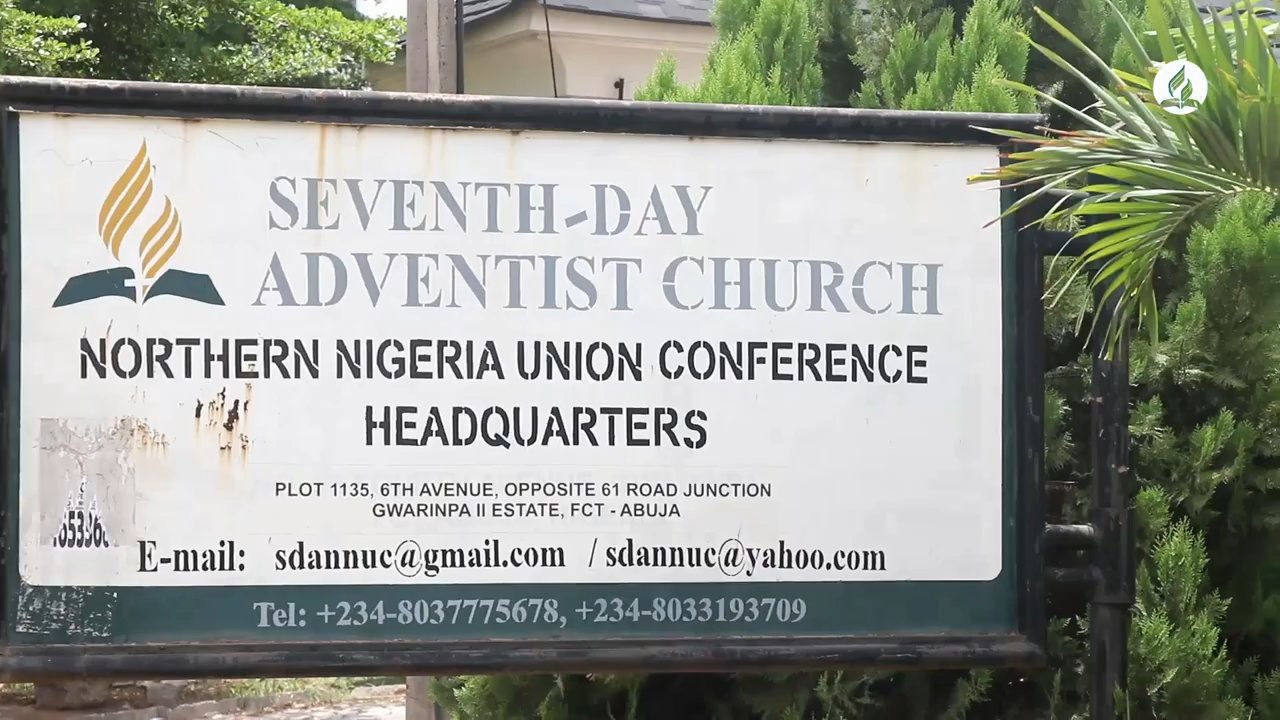 SEVENTH-DAY
ADVENTIST CHURCH
NORTHERN NIGERIA UNION CONFERENCE
HEADQUARTERS
PLOT 1135, 6TH AVENUE, OPPOSITE 61 ROAD JUNCTION
GWARINPA II ESTATE, FCT - ABUJA
E-mail: sdannuc@gmail.com / sdannuc@yahoo.com
Tel: +234-8037775678, +234-8033193709